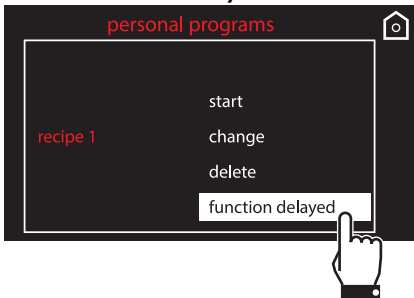 personal programs
start
recipe 1
change
delete
function delayed